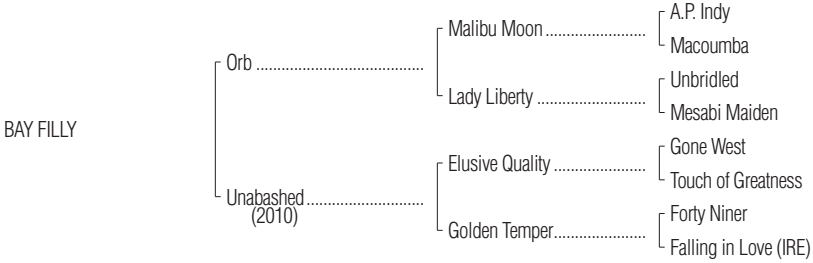 A.P. Indy
Malibu Moon
Macoumba
Orb
Unbridled
Lady Liberty
Mesabi Maiden
BAY FILLY
Gone West
Elusive Quality
Touch of Greatness
Unabashed
(2010)
Forty Niner
Golden Temper
Falling in Love (IRE)